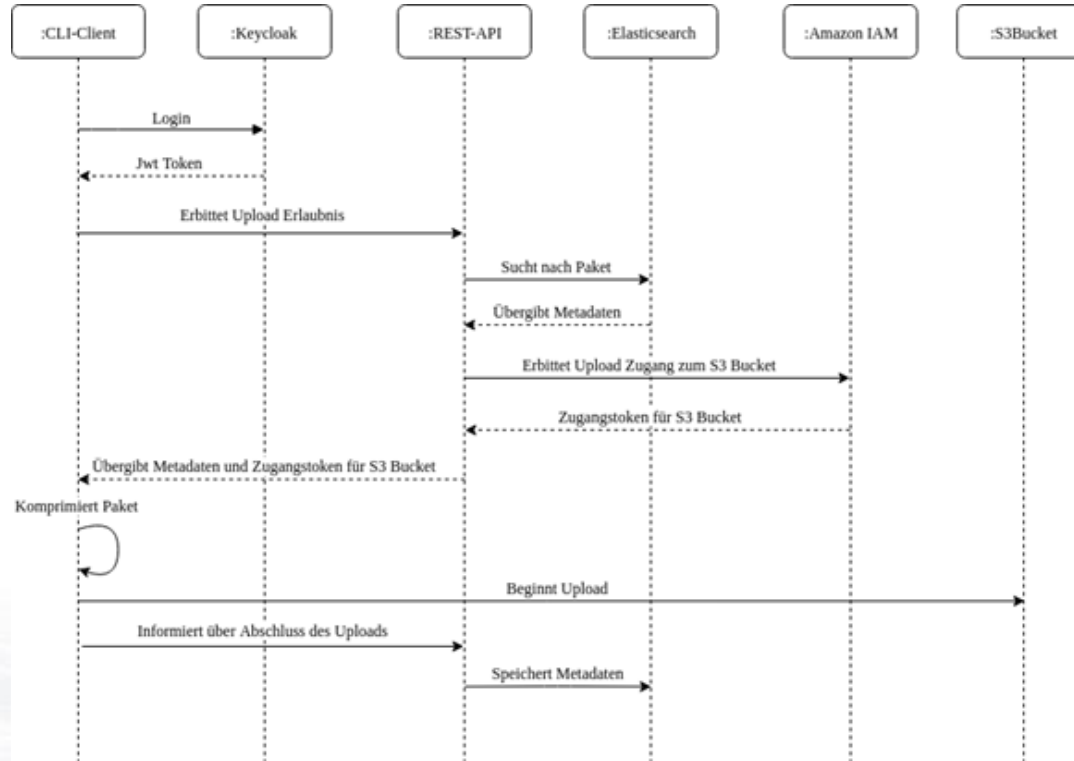 :CLI-Client
:Keycloak
:REST-API
:Elasticsearch
:Amazon IAM
:S3Bucket
Login
Jwt Token
Erbittet Upload Erlaubnis
Sucht nach Paket
Übergibt Metadaten
Erbittet Upload Zugang zum S3 Bucket
Zugangstoken für S3 Bucket
Übergibt Metadaten und Zugangstoken für S3 Bucket
Komprimiert Paket
Beginnt Upload
Informiert über Abschluss des Uploads
Speichert Metadaten